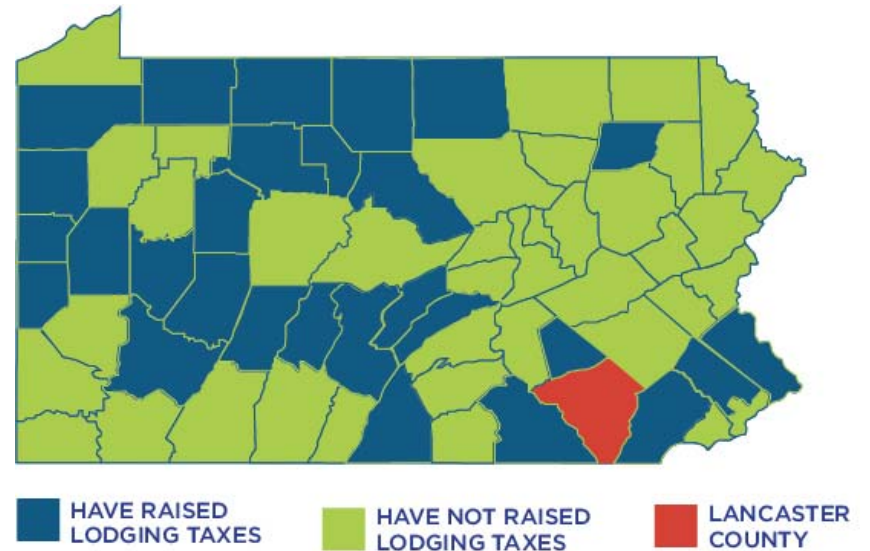 HAVE RAISED
LODGING TAXES
HAVE NOT RAISED
LODGING TAXES
LANCASTER
COUNTY